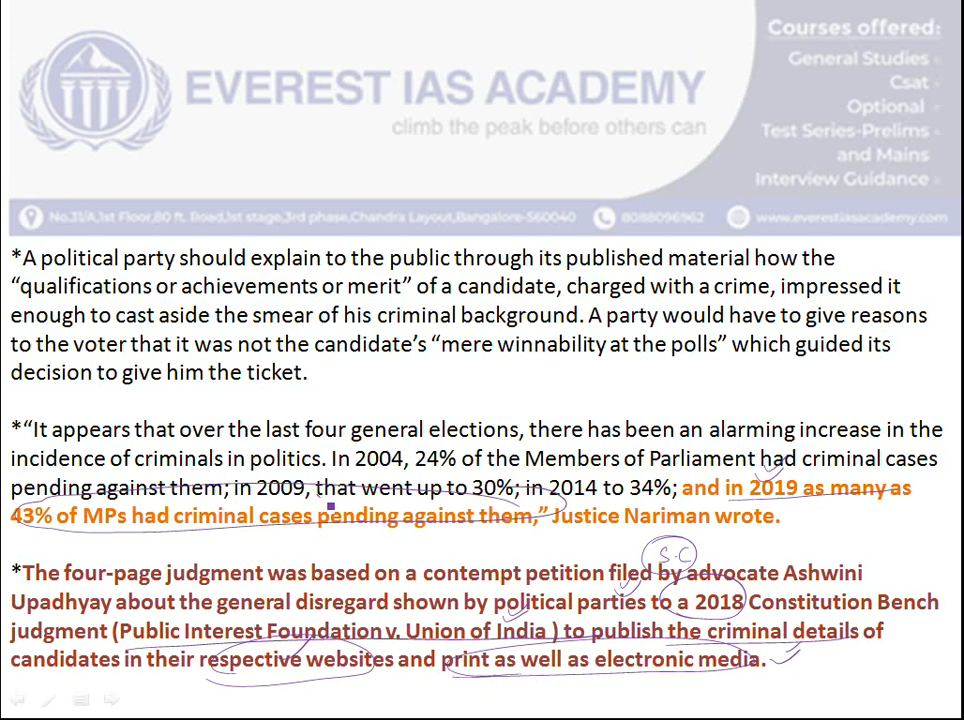 EVEREST IAS ACADEMY
climb the peak before others can
Courses offered:
General Studies
Csat
Optional
Test Series-Prelims
and Mains
Interview Guidance
No.31/A,1st Floor,80 ft. Road,1st stage,3rd phase,Chandra Layout,Bangalore-560040
8088096962
www.everestiasacademy.com
*A political party should explain to the public through its published material how the
“qualifications or achievements or merit” of a candidate, charged with a crime, impressed it
enough to cast aside the smear of his criminal background. A party would have to give reasons
to the voter that it was not the candidate’s “mere winnability at the polls” which guided its
decision to give him the ticket.
*“It appears that over the last four general elections, there has been an alarming increase in the
incidence of criminals in politics. In 2004, 24% of the Members of Parliament had criminal cases
pending against them; in 2009, that went up to 30%; in 2014 to 34%; and in 2019 as many as
43% of MPs had criminal cases pending against them,” Justice Nariman wrote.
S.C
*The four-page judgment was based on a contempt petition filed by advocate Ashwini
Upadhyay about the general disregard shown by political parties to a 2018 Constitution Bench
judgment (Public Interest Foundation v. Union of India ) to publish the criminal details of
candidates in their respective websites and print as well as electronic media.